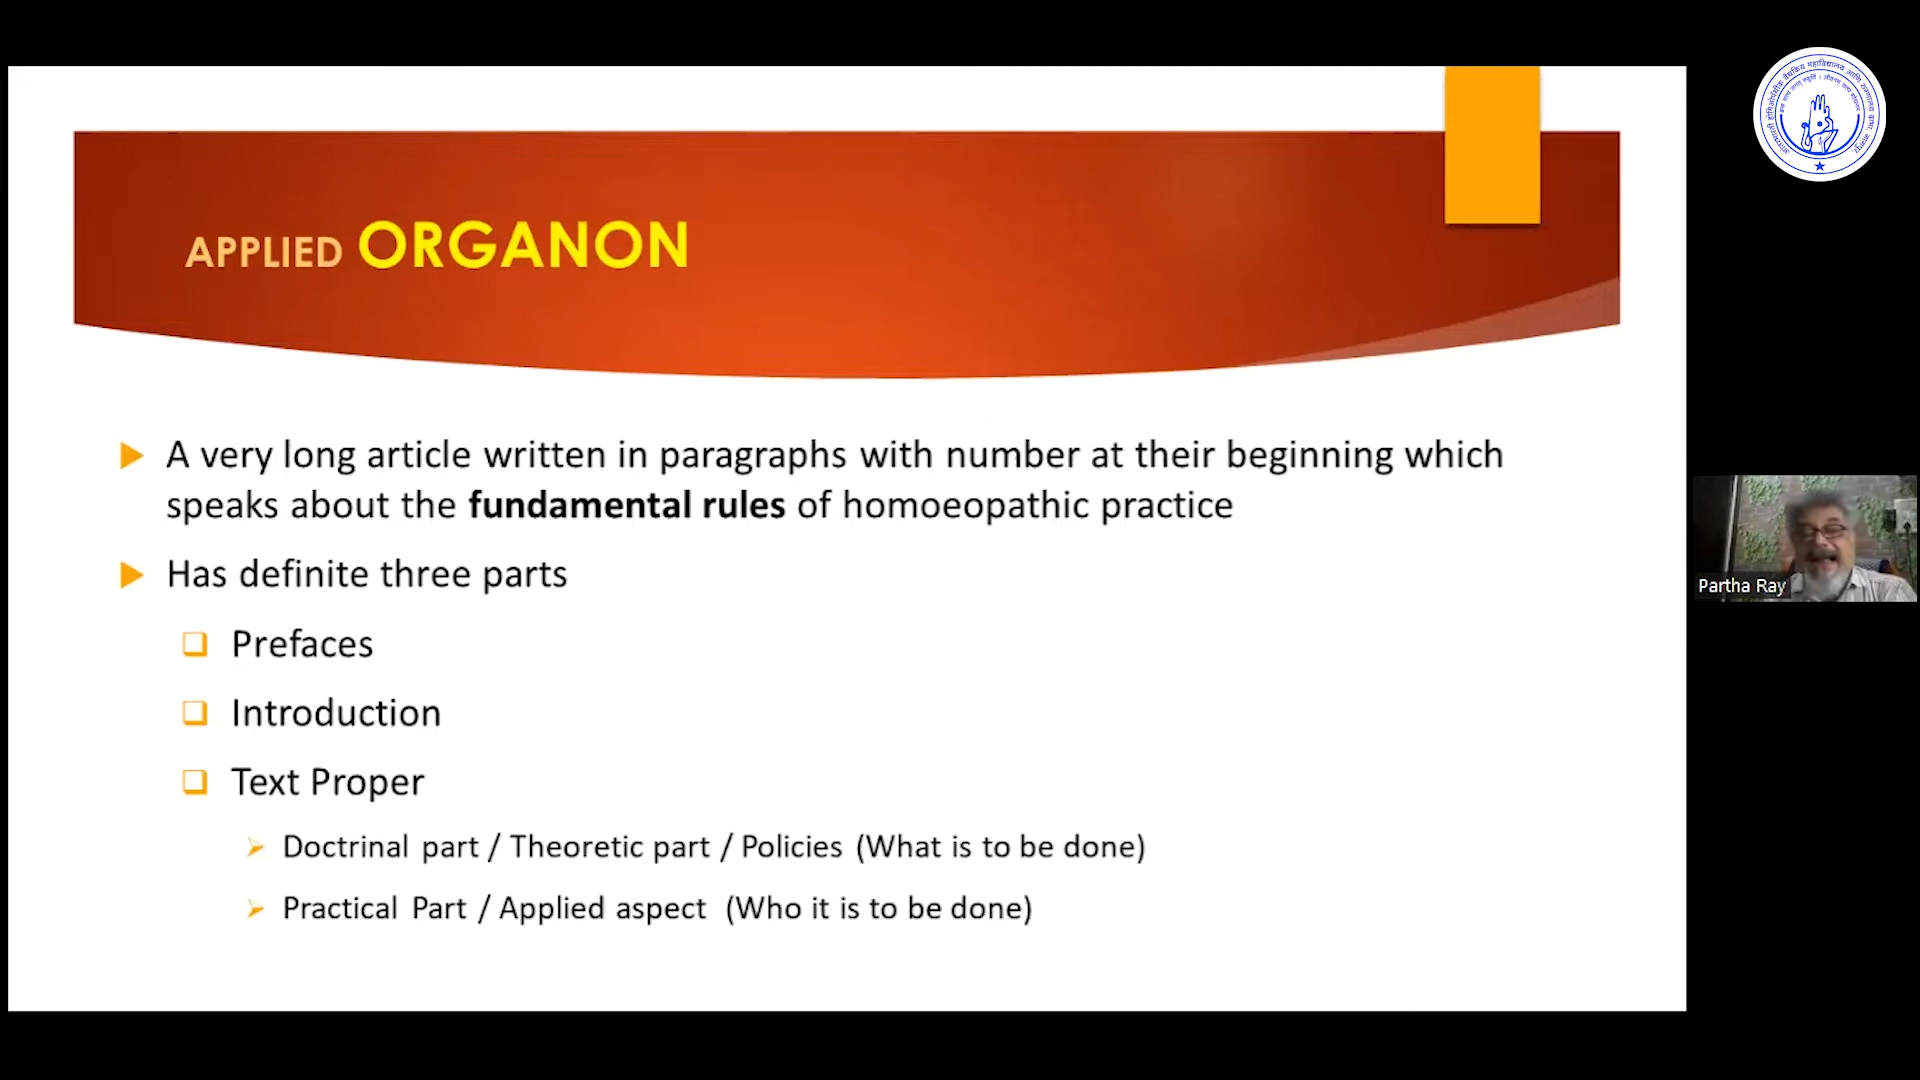 APPLIED ORGANON
A very long article written in paragraphs with number at their beginning which
speaks about the fundamental rules of homoeopathic practice
Has definite three parts
Prefaces
Introduction
Text Proper
Doctrinal part / Theoretic part / Policies (What is to be done)
Practical Part / Applied aspect (Who it is to be done)
Partha Ray